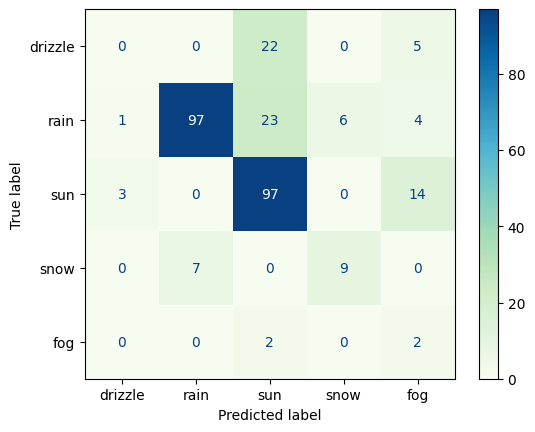 drizzle 0 0 22 0 5
rain 1 97 23 6 4
sun 3 0 97 0 14
snow 0 7 0 9 0
fog 0 0 2 0 2
drizzle rain sun snow fog
Predicted label
True label
80
60
40
20
0